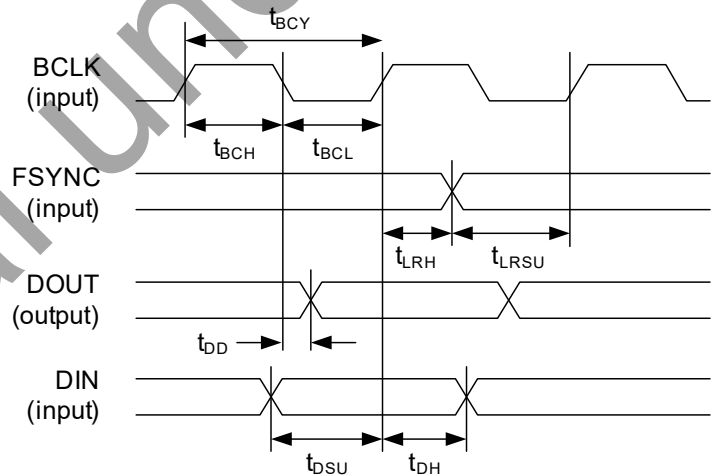 tBCY
BCLK
(input)
tBCH
tBCL
FSYNC
(input)
tLRH
tLRSU
DOUT
(output)
tDD
DIN
(input)
tDSU
tDH